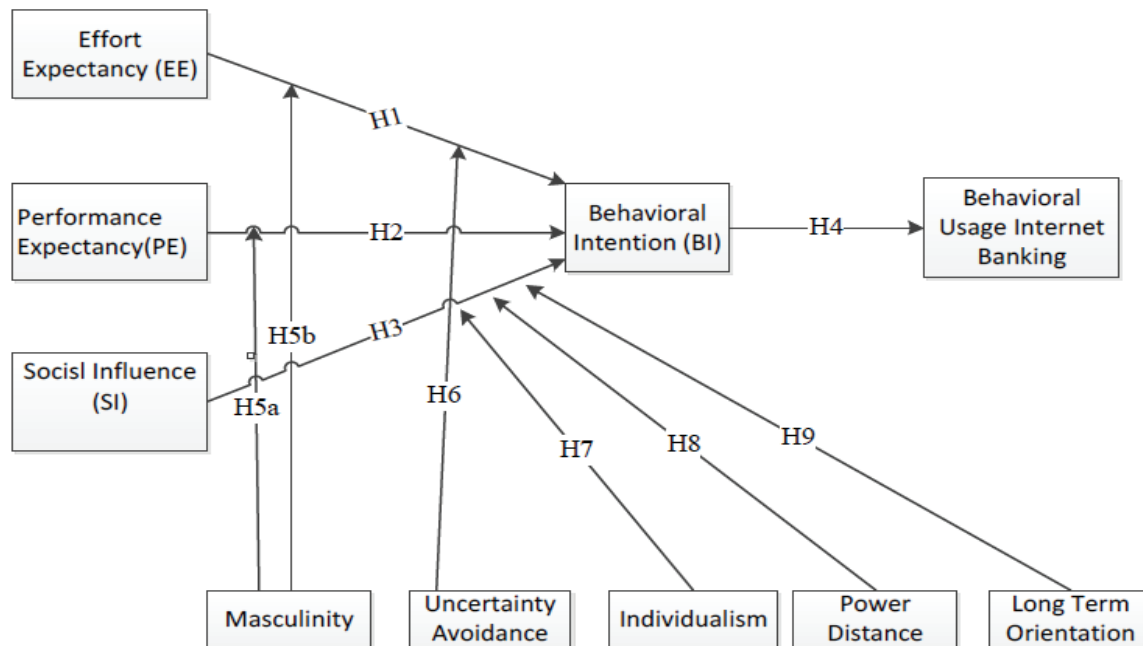 Effort
Expectancy (EE)
H1
Performance
Expectancy(PE)
H2
Behavioral
Intention (BI)
H4
Behavioral
Usage Internet
Banking
H5b
H3
Socisl Influence
(SI)
H5a
H6
H7
H8
H9
Masculinity
Uncertainty
Avoidance
Individualism
Power
Distance
Long Term
Orientation